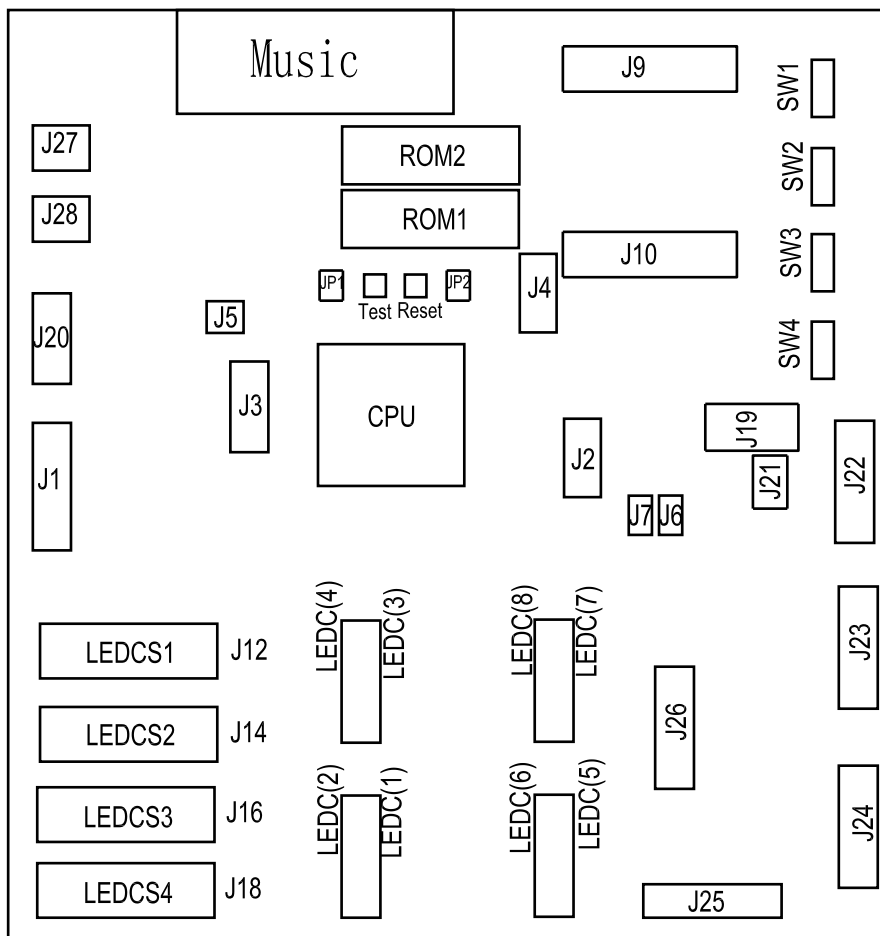 Music
J9
SW1
J27
ROM2
SW2
J28
ROM1
J10
SW3
JP1
JP2
J4
Test Reset
J5
J20
SW4
J3
CPU
J19
J1
J2
J21
J22
J7
J6
LEDC(4)
LEDC(3)
LEDC(8)
LEDC(7)
J23
LEDCS1 J12
J26
LEDCS2 J14
LEDC(2)
LEDC(1)
LEDC(6)
LEDC(5)
LEDCS3 J16
J24
LEDCS4 J18
J25